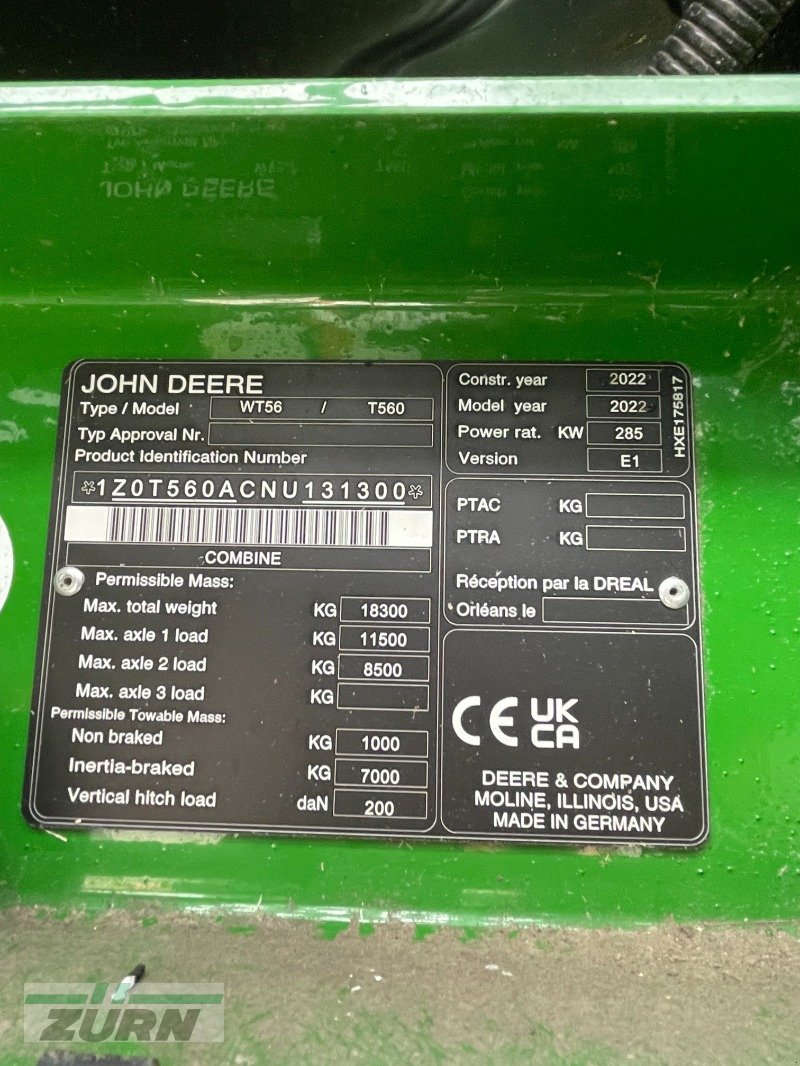 JOHN DEERE
Type / Model WT56 / T560
Typ Approval Nr.
Product Identification Number
*1Z0T560ACNU131300*
COMBINE
Permissible Mass:
Max. total weight KG 18300
Max. axle 1 load KG 11500
Max. axle 2 load KG 8500
Max. axle 3 load KG
Permissible Towable Mass:
Non braked KG 1000
Inertia-braked KG 7000
Vertical hitch load daN 200
Constr. year 2022
Model year 2022
Power rat. KW 285
Version E1
HXE175817
PTAC KG
PTRA KG
Réception par la DREAL
Orléans le
CE UK
CA
DEERE & COMPANY
MOLINE, ILLINOIS, USA
MADE IN GERMANY
ZÜRN